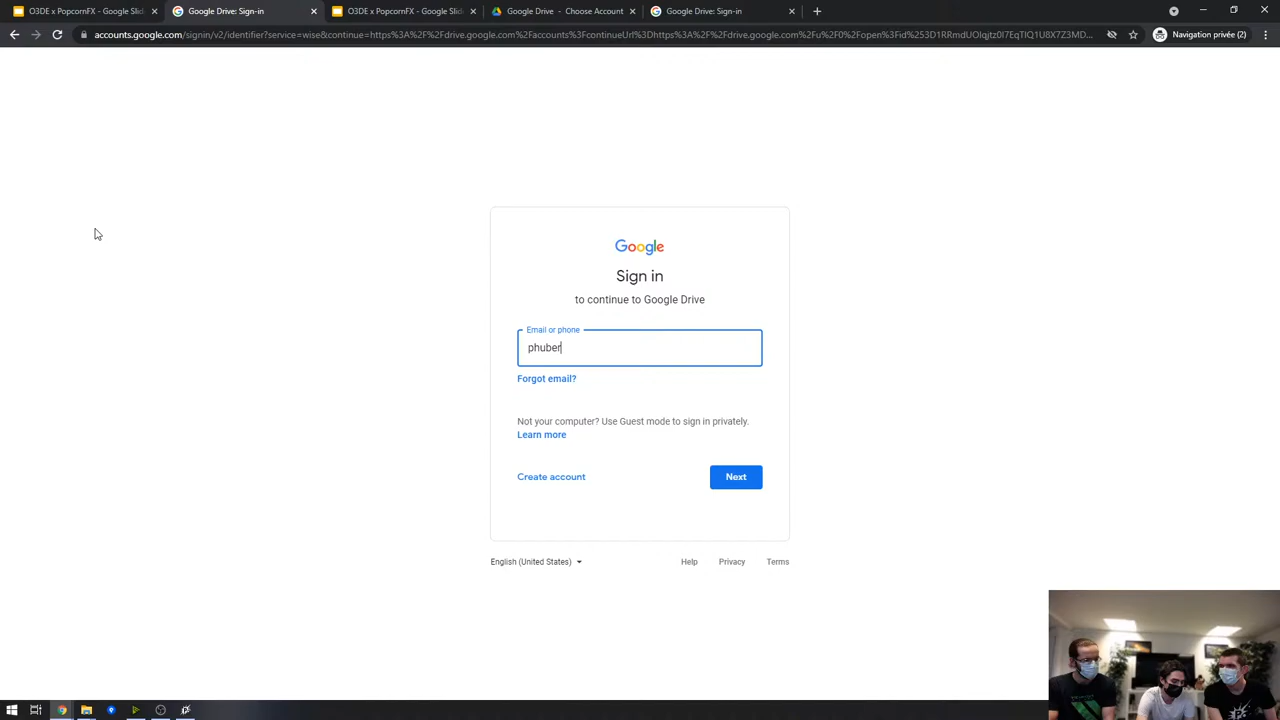 O3DE x PopcornFX - Google Slides
Google Drive: Sign-in
O3DE x PopcornFX - Google Slides
Google Drive - Choose Account
Google Drive: Sign-in
accounts.google.com/signin/v2/identifier?service=wise&continue=https%3A%2F%2Fdrive.google.com%2Faccounts%3FcontinueUrl%3Dhttps%3A%2F%2Fdrive.google.com%2Fu%2F0%2Fopen%3Fid%253D1RRmdUOlqjtz0I7EqTIQ1U8X7Z3MD...
Navigation privée (2)
Google
Sign in
to continue to Google Drive
Email or phone
phuber
Forgot email?
Not your computer? Use Guest mode to sign in privately.
Learn more
Create account
Next
English (United States)
Help
Privacy
Terms